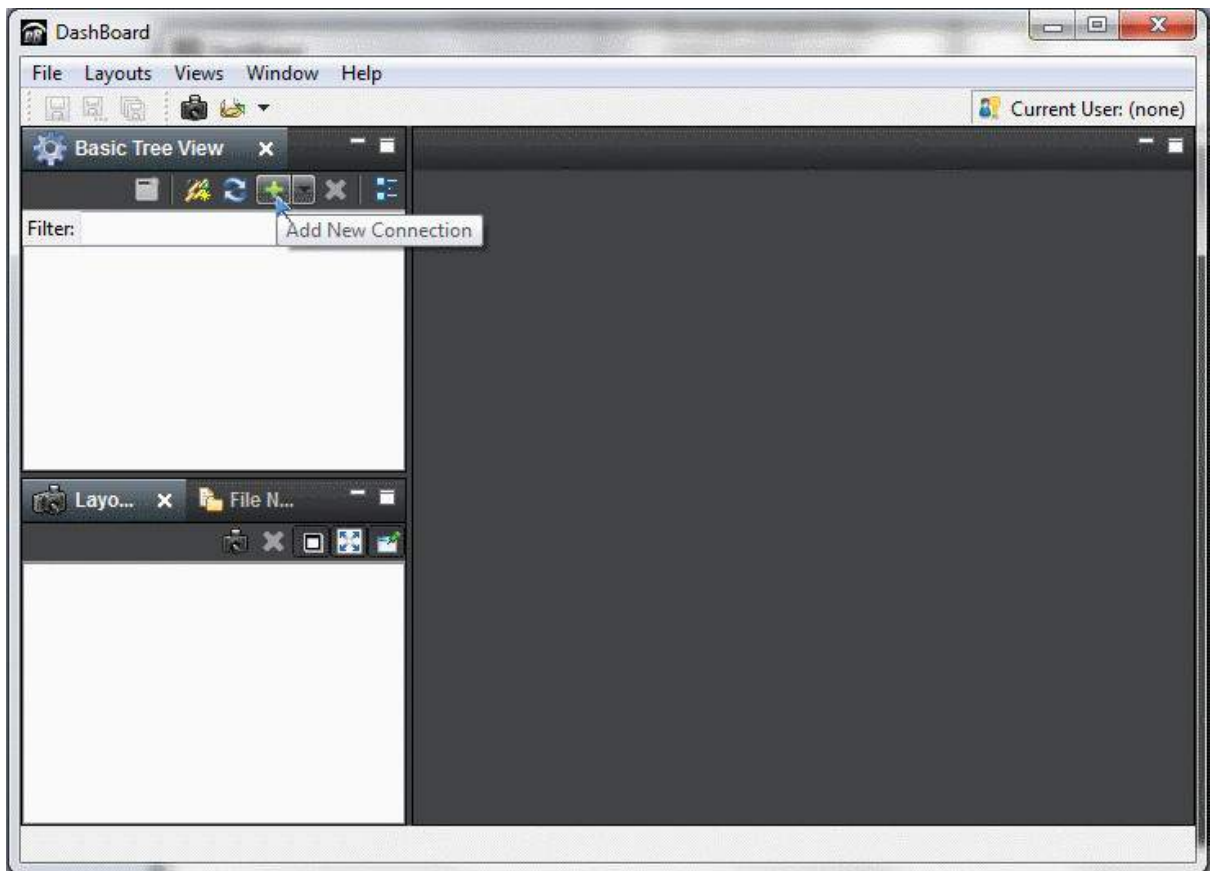 DashBoard
File Layouts Views Window Help
Current User: (none)
Basic Tree View
Filter:
Add New Connection
Layo... File N...